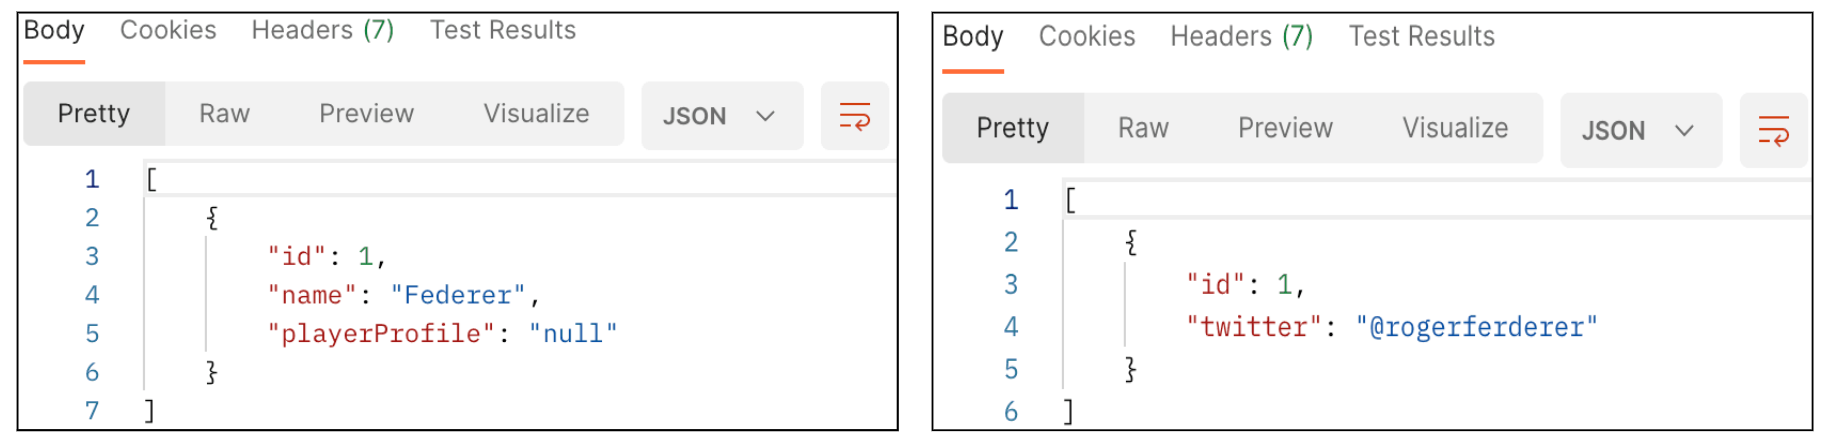 Body Cookies Headers (7) Test Results
Pretty Raw Preview Visualize JSON
1 [
2 {
3 "id": 1,
4 "name": "Federer",
5 "playerProfile": "null"
6 }
7 ]
Body Cookies Headers (7) Test Results
Pretty Raw Preview Visualize JSON
1 [
2 {
3 "id": 1,
4 "twitter": "@rogerferderer"
5 }
6 ]